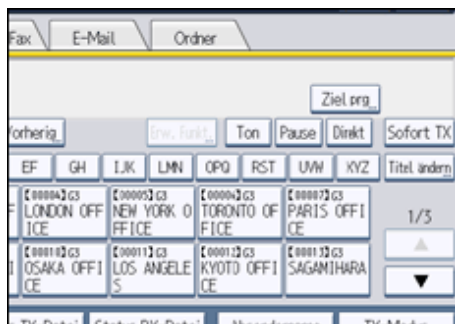 Fax E-Mail Ordner
Ziel prg.
Vorherig. Erw. Funkt. Ton Pause Direkt Sofort TX
EF GH IJK LMN OPQ RST UVW XYZ Titel ändern
[00004]G3 [00005]G3 [00006]G3 [00007]G3
LONDON OFF NEW YORK O TORONTO OF PARIS OFFI
ICE FFICE FICE CE
1/3
[00010]G3 [00011]G3 [00012]G3 [00013]G3
OSAKA OFFI LOS ANGELE KYOTO OFFI SAGAMIHARA
CE S CE